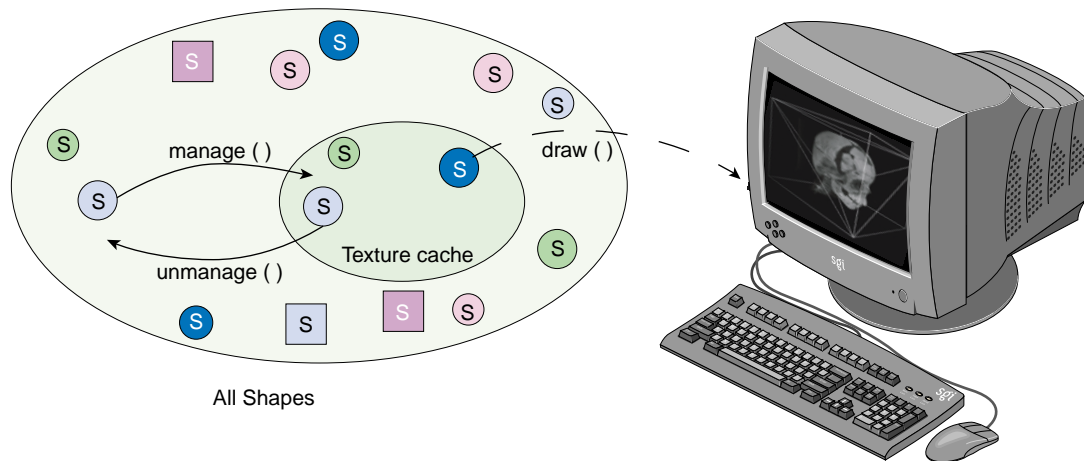 S
S
S
S
S
S
manage ( )
S
S
draw ( )
S
S
Texture cache
S
unmanage ( )
S
S
S
S
All Shapes
sgi
sgi